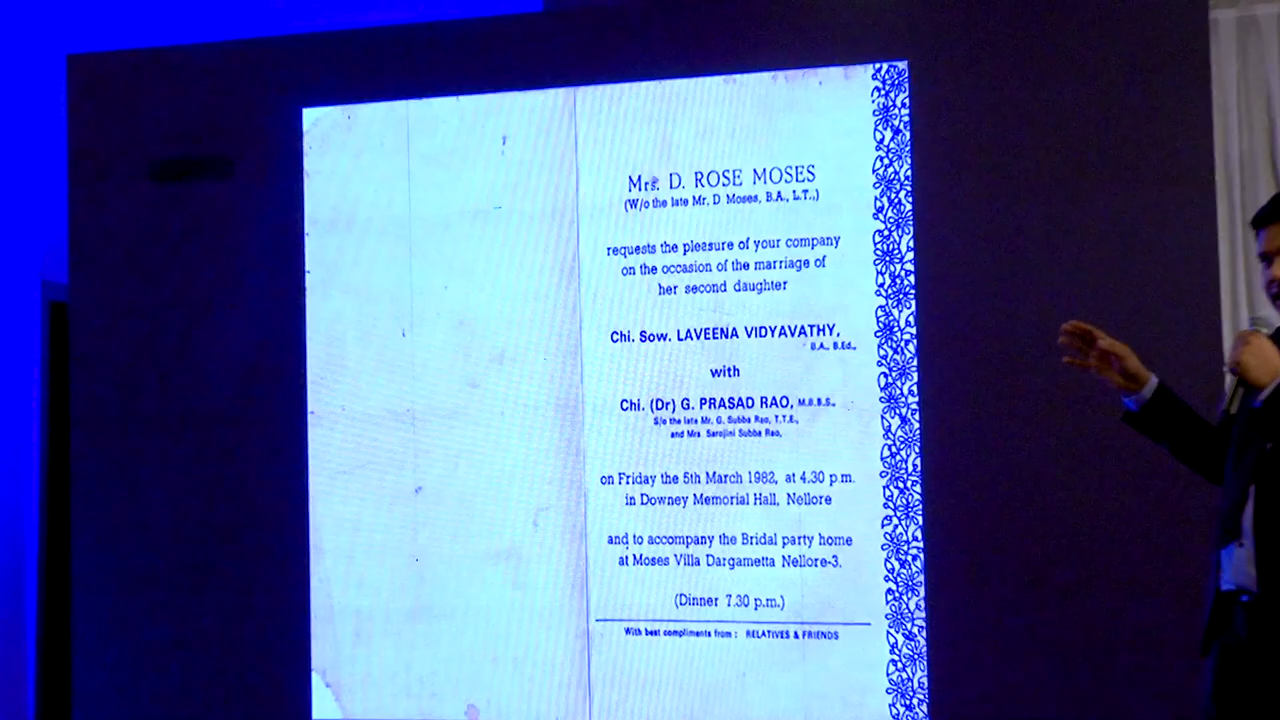 Mrs. D. ROSE MOSES
(W/o the late Mr. D. Moses, B.A., L.T.,)
requests the pleasure of your company
on the occasion of the marriage of
her second daughter
Chi. Sow. LAVEENA VIDYAVATHY,
B.A., B.Ed.,
with
Chi. (Dr) G. PRASAD RAO, M.B.B.S.,
S/o the late Mr. G. Subba Rao, T.T.E.,
and Mrs. Sarojini Subba Rao,
on Friday the 5th March 1982, at 4.30 p.m.
in Downey Memorial Hall, Nellore
and to accompany the Bridal party home
at Moses Villa Dargametta Nellore-3.
(Dinner 7.30 p.m.)
With best compliments from : RELATIVES & FRIENDS